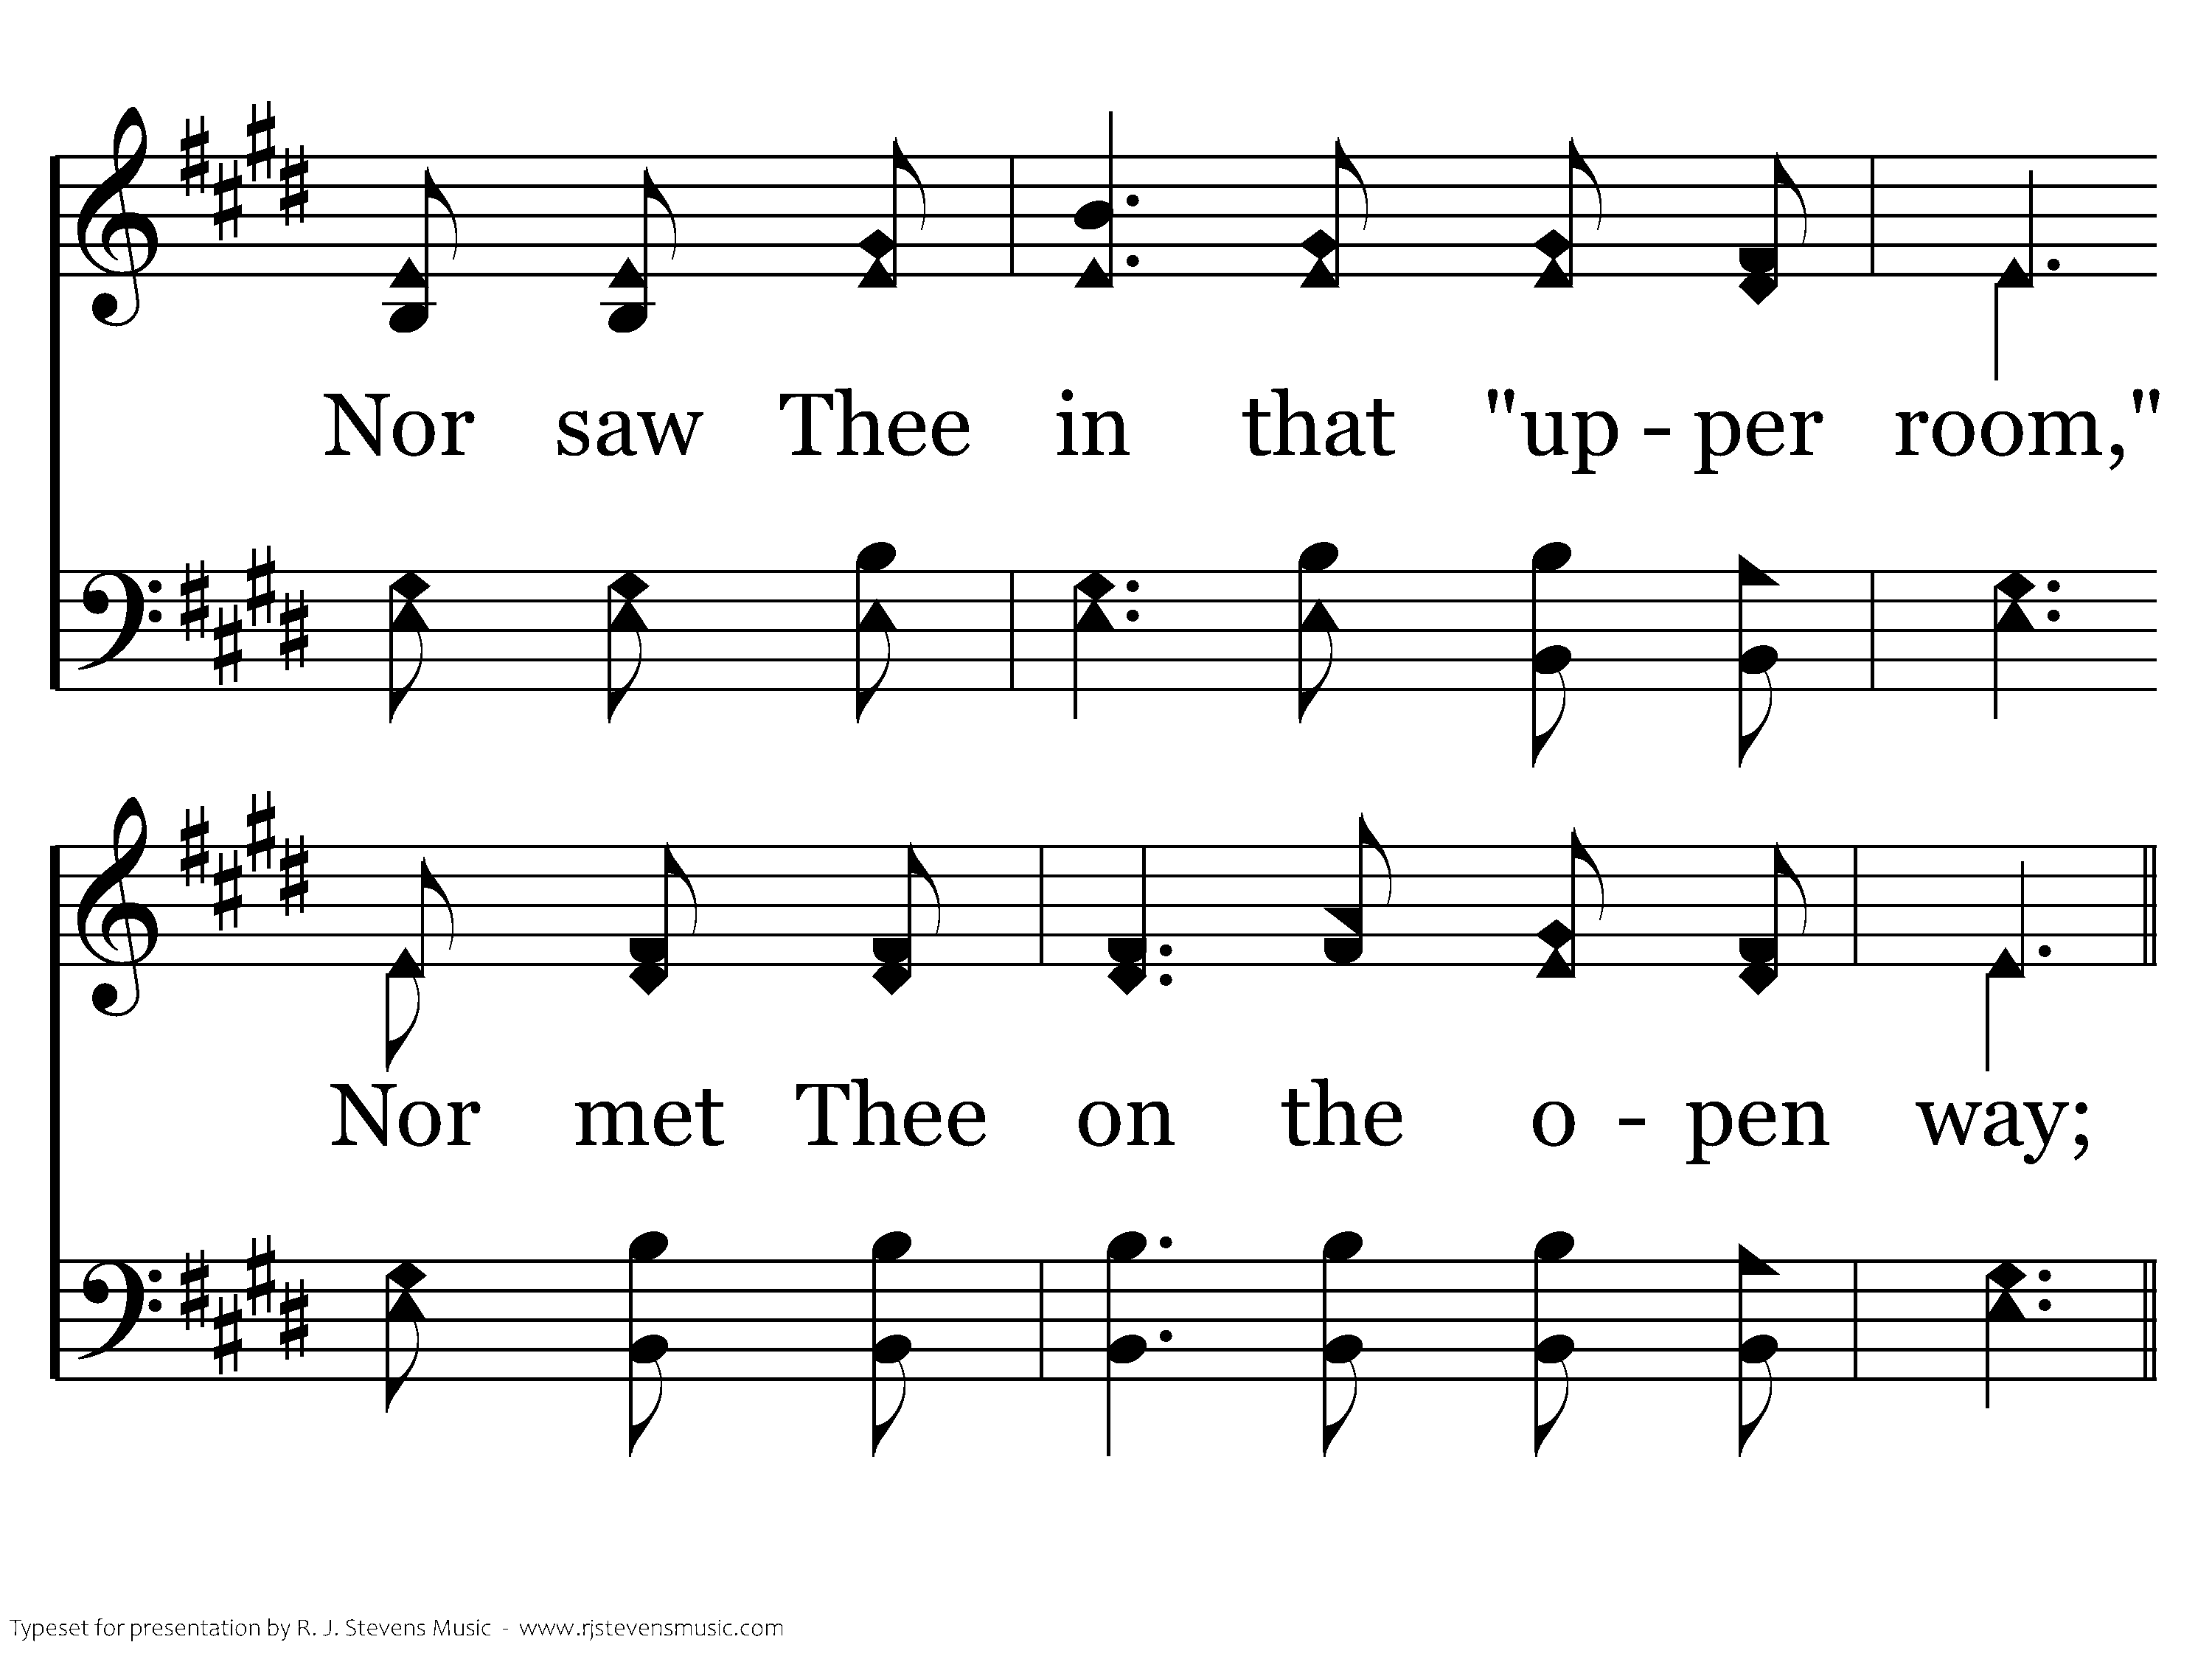 Nor saw Thee in that "up - per room,"
Nor met Thee on the o - pen way;
Typeset for presentation by R. J. Stevens Music - www.rjstevensmusic.com